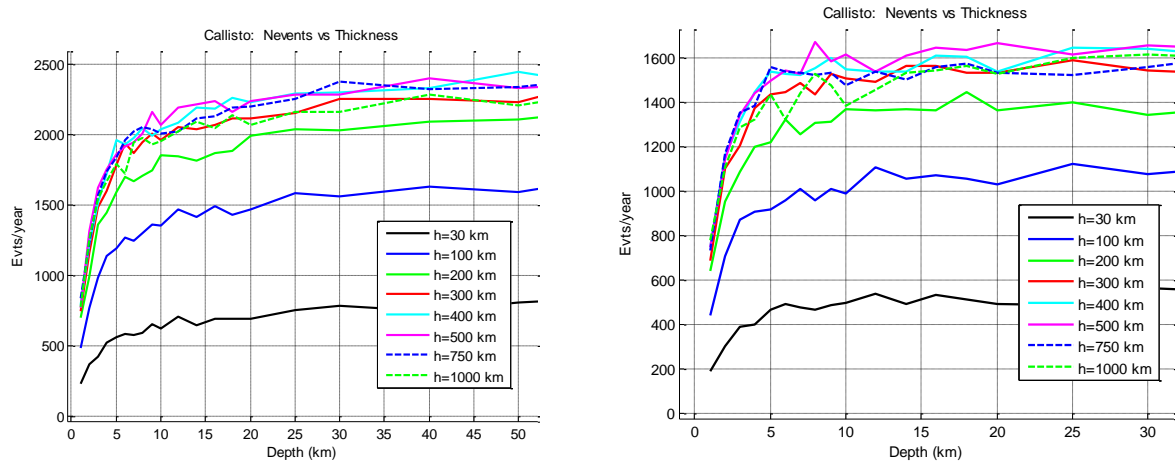 Callisto: Nevents vs Thickness
2500
2000
1500
1000
500
0
Evts/year
0 5 10 15 20 25 30 35 40 45 50
Depth (km)
h=30 km
h=100 km
h=200 km
h=300 km
h=400 km
h=500 km
h=750 km
h=1000 km
Callisto: Nevents vs Thickness
1600
1400
1200
1000
800
600
400
200
0
Evts/year
0 5 10 15 20 25 30
Depth (km)
h=30 km
h=100 km
h=200 km
h=300 km
h=400 km
h=500 km
h=750 km
h=1000 km